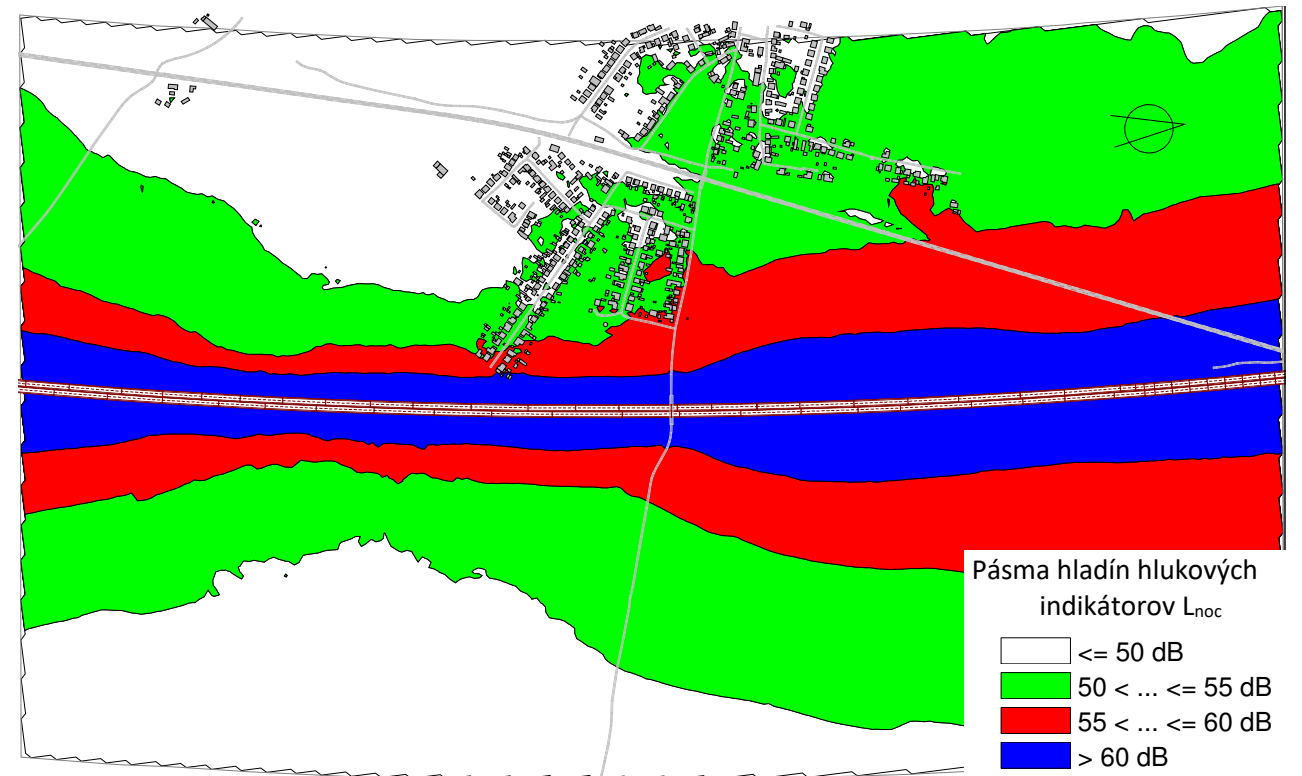 Pásma hladín hlukových
indikátorov Lnoc
<= 50 dB
50 < ... <= 55 dB
55 < ... <= 60 dB
> 60 dB